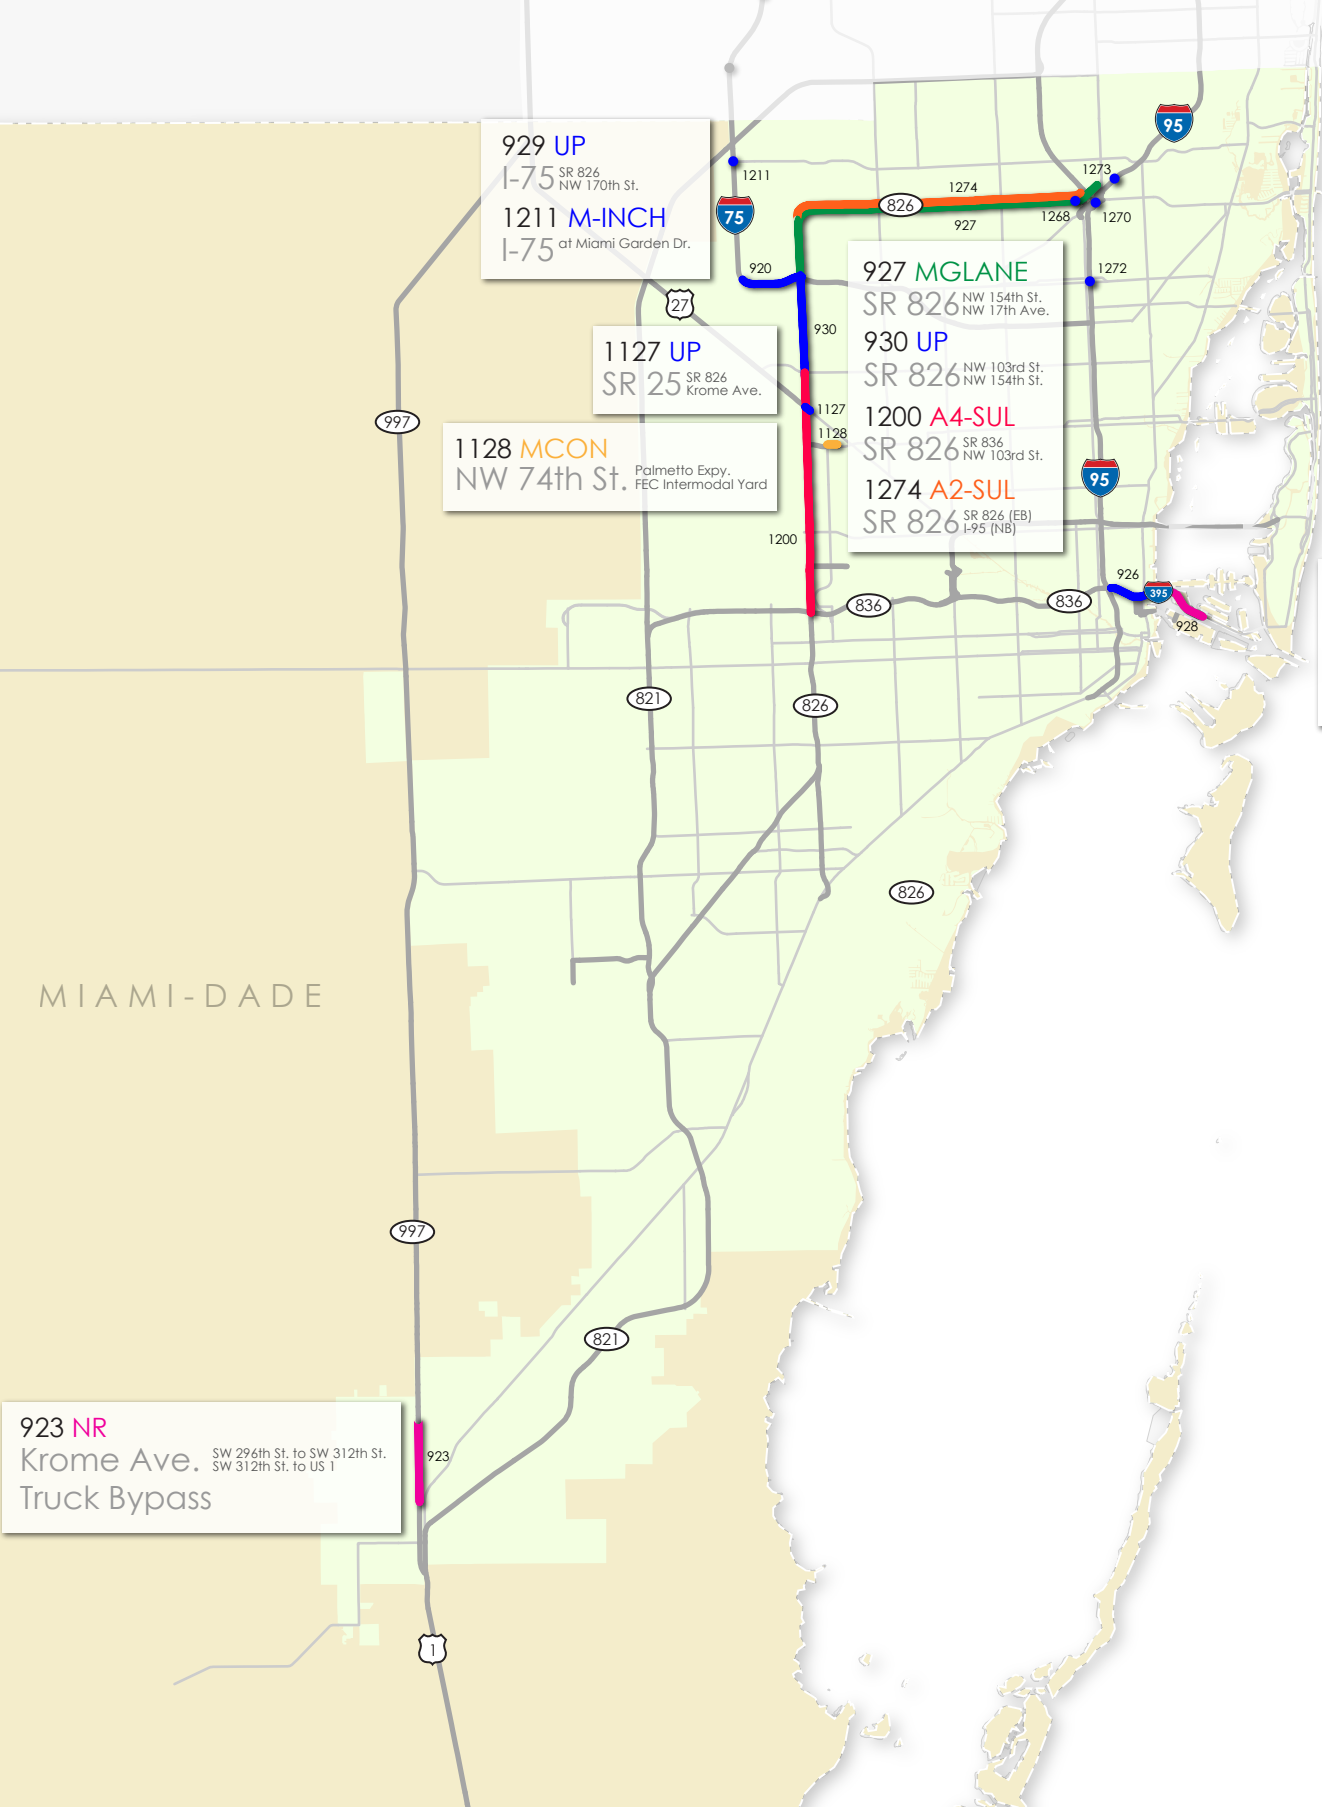 95
929 UP
I-75 SR 826
NW 170th St.
1211 M-INCH
I-75 at Miami Garden Dr.
1211
75
1273
1274
826
927
1268
1270
920
1272
27
930
927 MGLANE
SR 826 NW 154th St.
NW 17th Ave.
930 UP
SR 826 NW 103rd St.
NW 154th St.
1200 A4-SUL
SR 826 SR 836
NW 103rd St.
1274 A2-SUL
SR 826 SR 826 (EB)
I-95 (NB)
1127 UP
SR 25 SR 826
Krome Ave.
997
1127
1128
1128 MCON
NW 74th St. Palmetto Expy.
FEC Intermodal Yard
95
1200
926
395
836
836
928
821
826
826
MIAMI-DADE
997
821
923 NR
Krome Ave. SW 296th St. to SW 312th St.
SW 312th St. to US 1
Truck Bypass
923
1